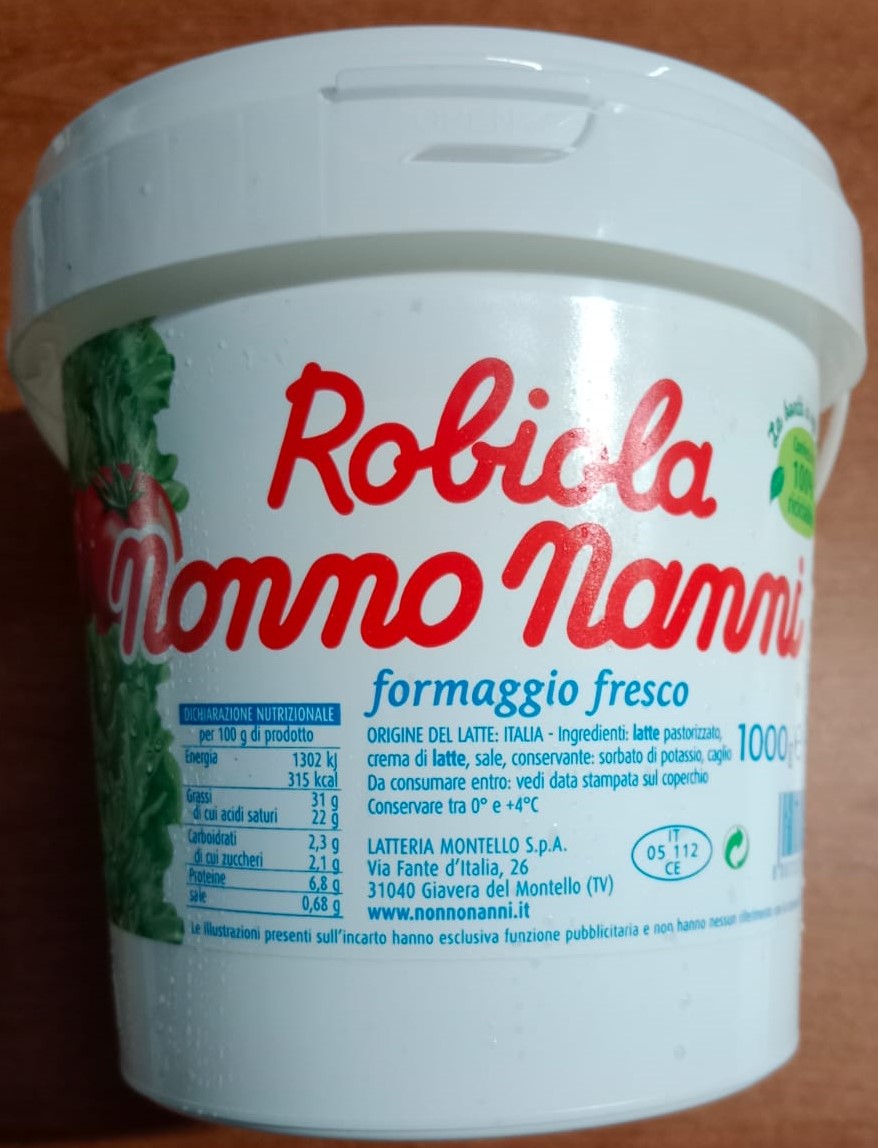 OPEN
Robiola
Nonno Nanni
formaggio fresco
100%
DICHIARAZIONE NUTRIZIONALE
per 100 g di prodotto
Energia 1302 kj
315 kcal
Grassi 31 g
di cui acidi saturi 22 g
Carboidrati 2,3 g
di cui zuccheri 2,1 g
Proteine 6,8 g
sale 0,68 g
ORIGINE DEL LATTE: ITALIA - Ingredienti: latte pastorizzato,
crema di latte, sale, conservante: sorbato di potassio, caglio
Da consumare entro: vedi data stampata sul coperchio
Conservare tra 0° e +4°C
1000 g e
LATTERIA MONTELLO S.p.A.
Via Fante d'Italia, 26
31040 Giavera del Montello (TV)
www.nonnonanni.it
IT
05 112
CE
Le illustrazioni presenti sull'incarto hanno esclusiva funzione pubblicitaria e non hanno nessun